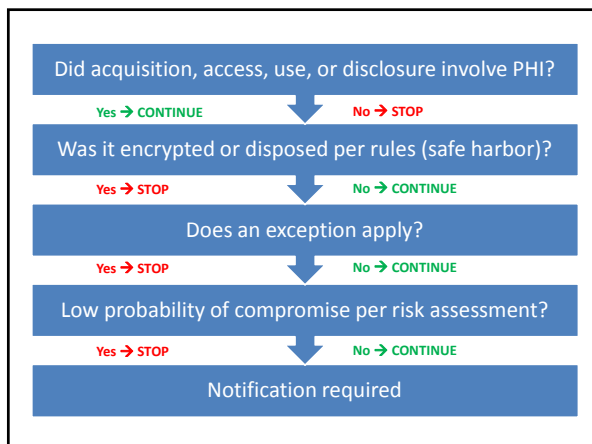 Did acquisition, access, use, or disclosure involve PHI?
Yes → CONTINUE No → STOP
Was it encrypted or disposed per rules (safe harbor)?
Yes → STOP No → CONTINUE
Does an exception apply?
Yes → STOP No → CONTINUE
Low probability of compromise per risk assessment?
Yes → STOP No → CONTINUE
Notification required